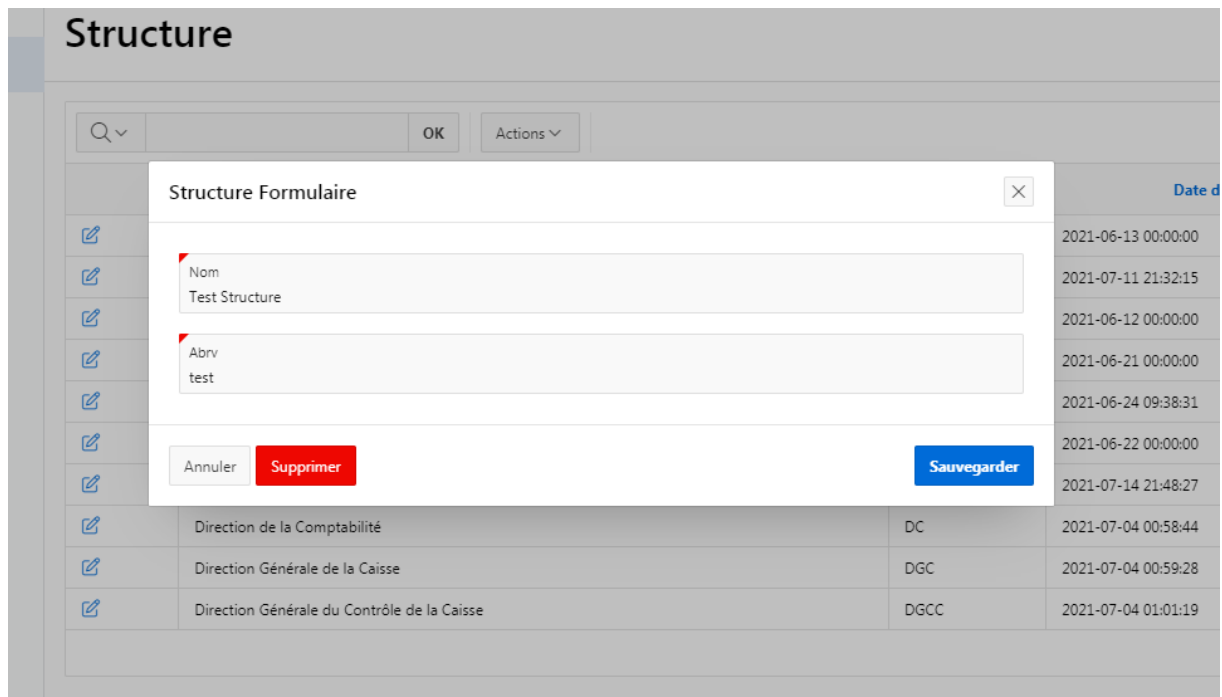 Structure
OK
Actions
Date d
Structure Formulaire
Nom
Test Structure
Abrv
test
Annuler
Supprimer
Sauvegarder
2021-06-13 00:00:00
2021-07-11 21:32:15
2021-06-12 00:00:00
2021-06-21 00:00:00
2021-06-24 09:38:31
2021-06-22 00:00:00
2021-07-14 21:48:27
Direction de la Comptabilité DC 2021-07-04 00:58:44
Direction Générale de la Caisse DGC 2021-07-04 00:59:28
Direction Générale du Contrôle de la Caisse DGCC 2021-07-04 01:01:19